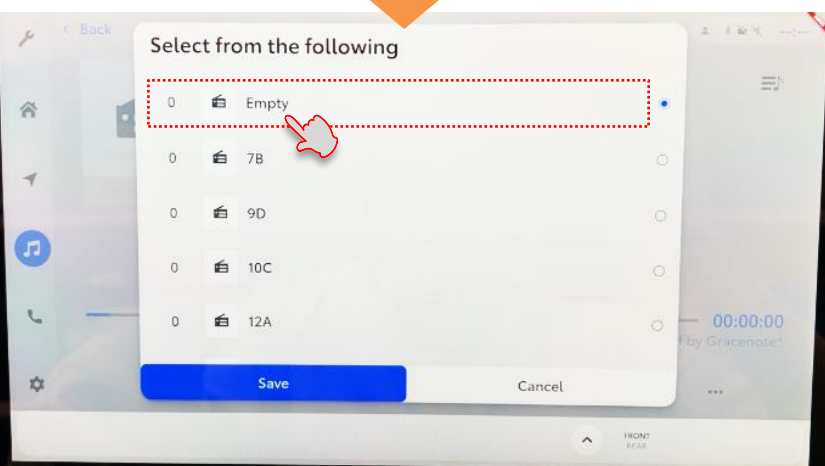 Back
Select from the following
0 Empty
0 7B
0 9D
0 10C
0 12A
00:00:00
by Gracenote®
Save
Cancel
FRONT
REAR